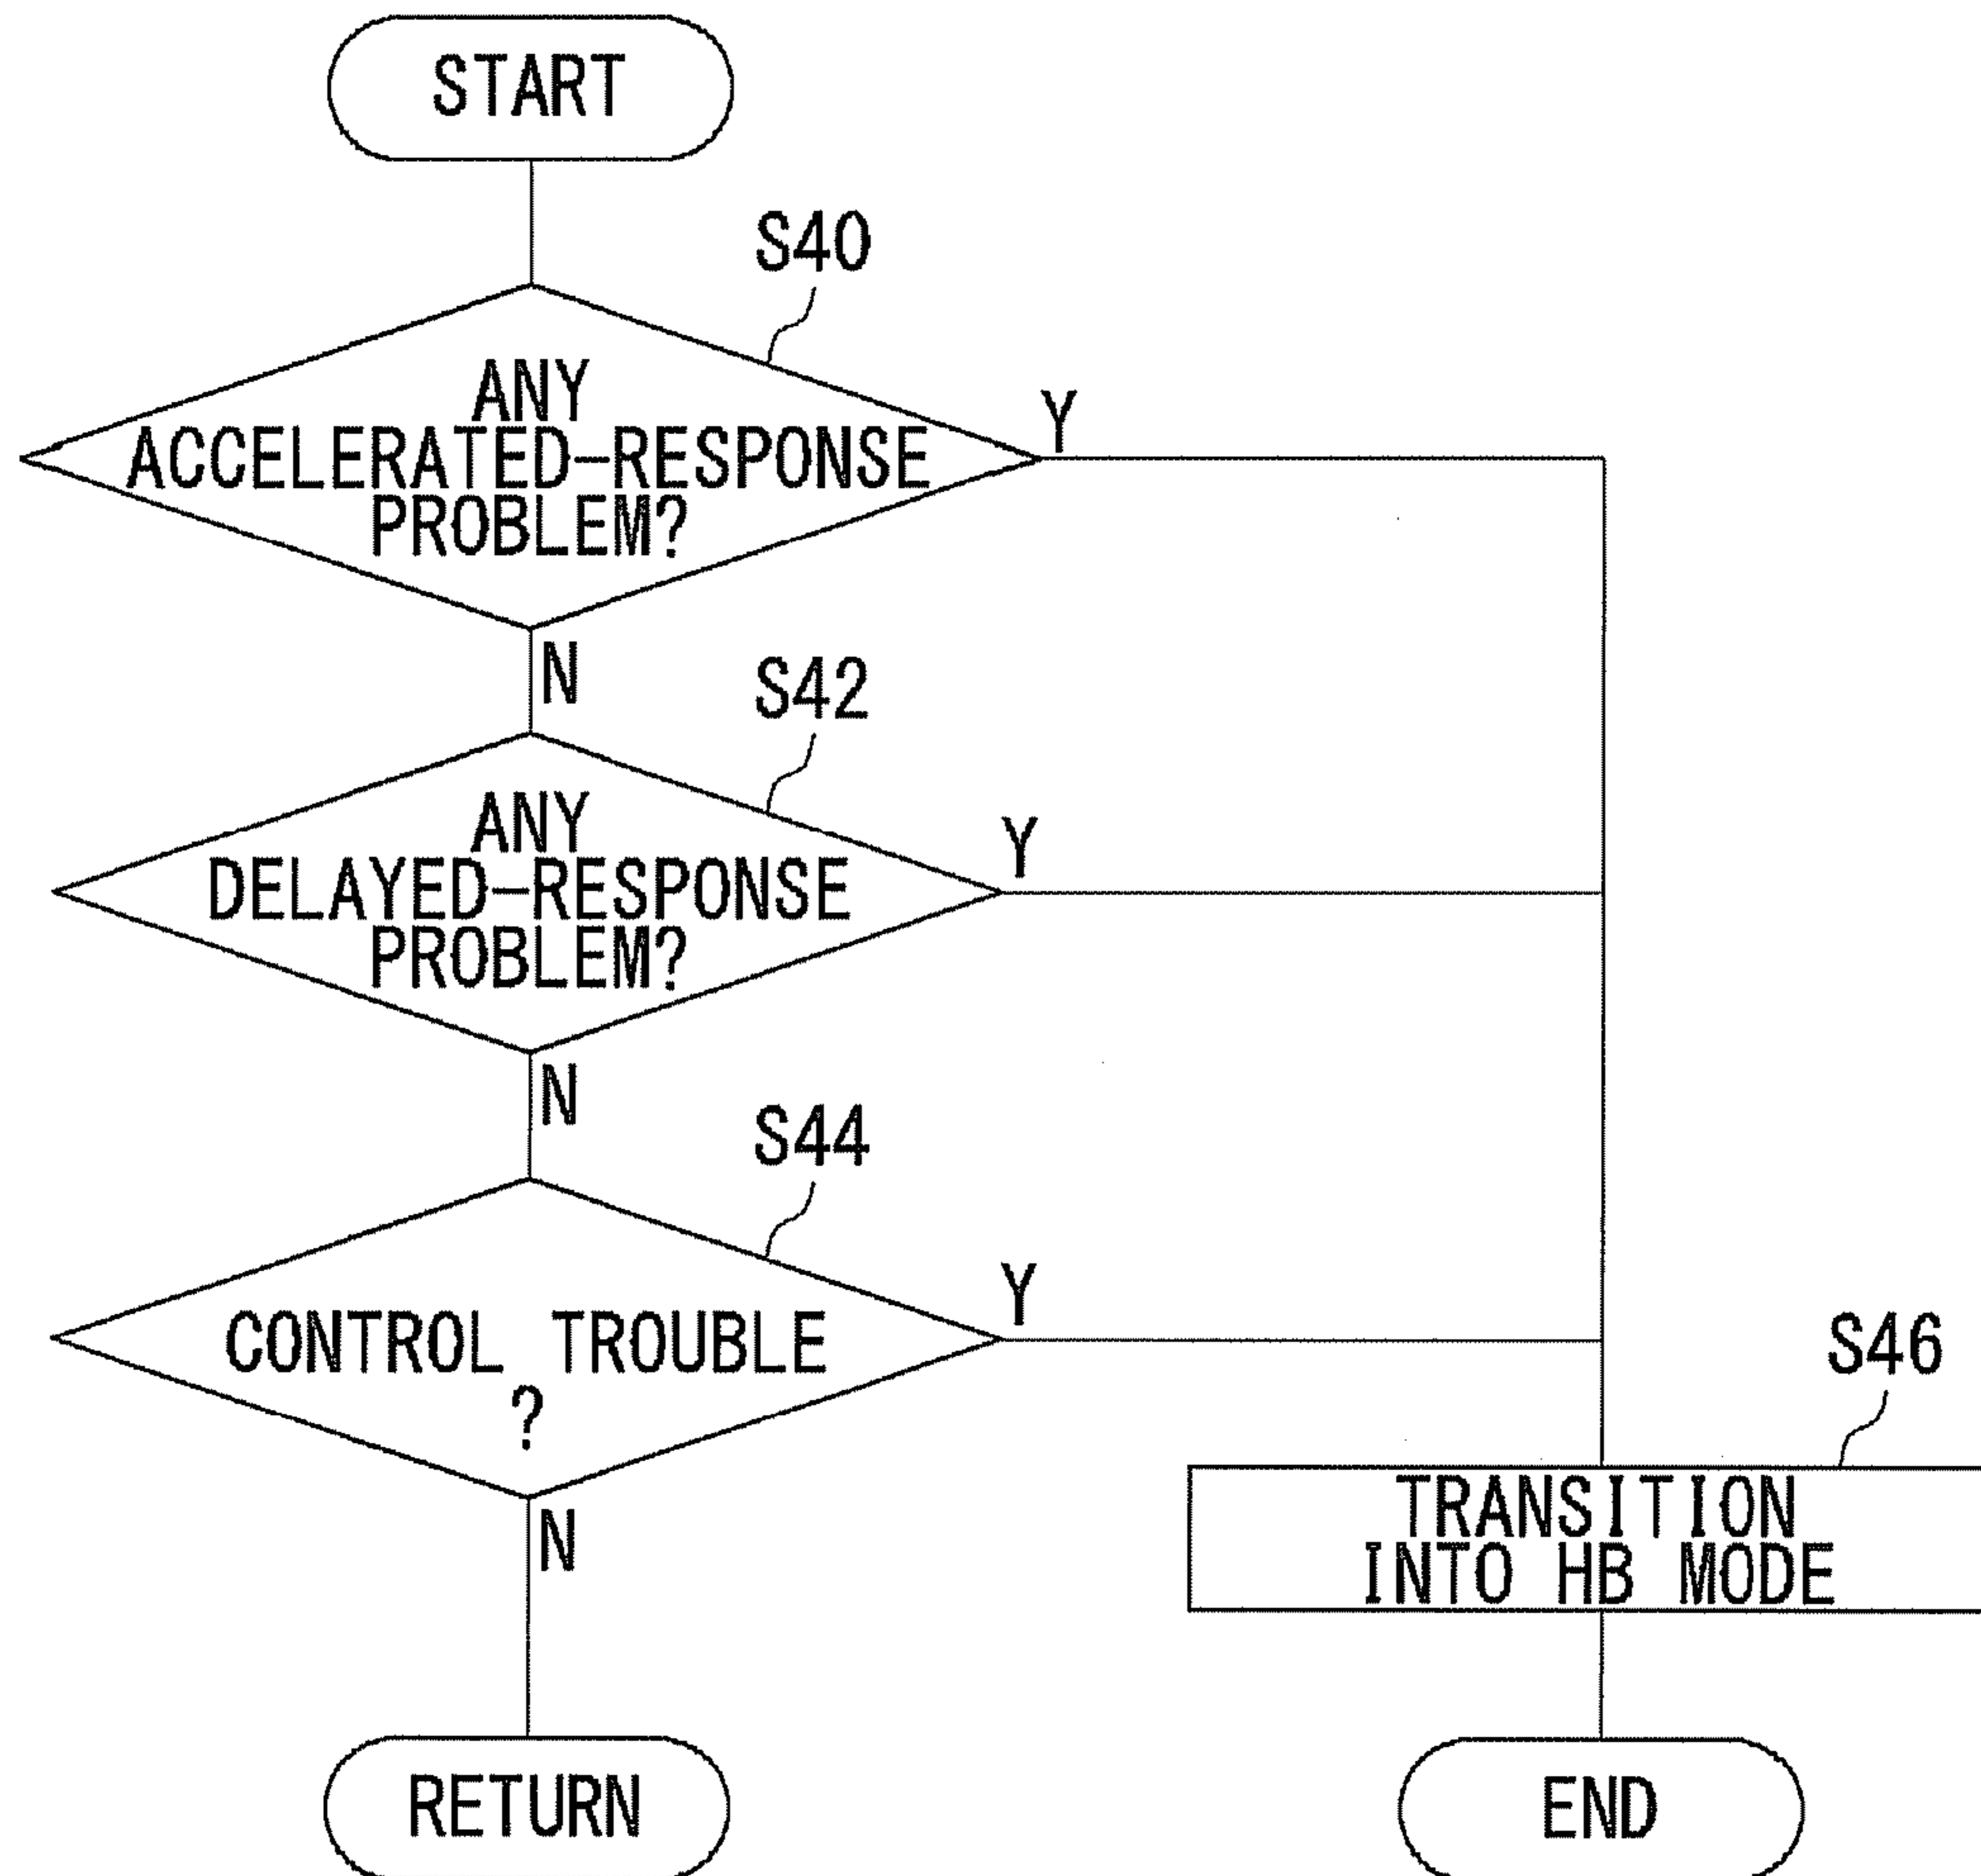 START
S40
ANY
ACCELERATED-RESPONSE
PROBLEM?
Y
N
S42
ANY
DELAYED-RESPONSE
PROBLEM?
Y
N
S44
CONTROL TROUBLE
?
Y
N
S46
TRANSITION
INTO HB MODE
RETURN
END